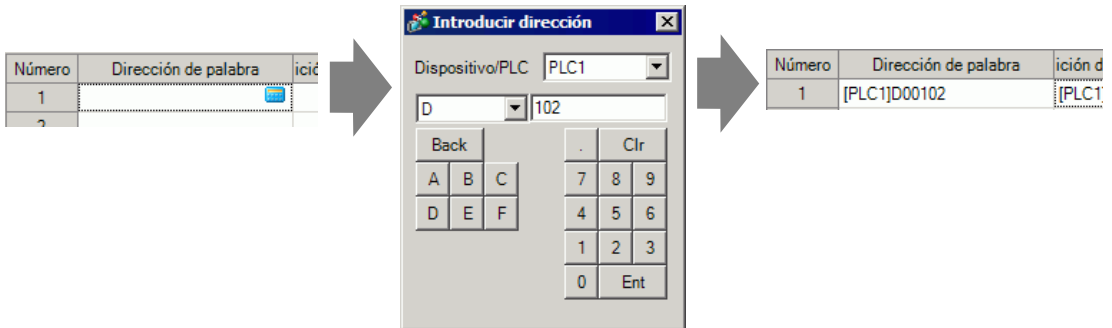 Número Dirección de palabra ició
1
2
Introducir dirección
Dispositivo/PLC PLC1
D 102
Back . Clr
A B C 7 8 9
D E F 4 5 6
1 2 3
0 Ent
Número Dirección de palabra ición d
1 [PLC1]D00102 [PLC1]